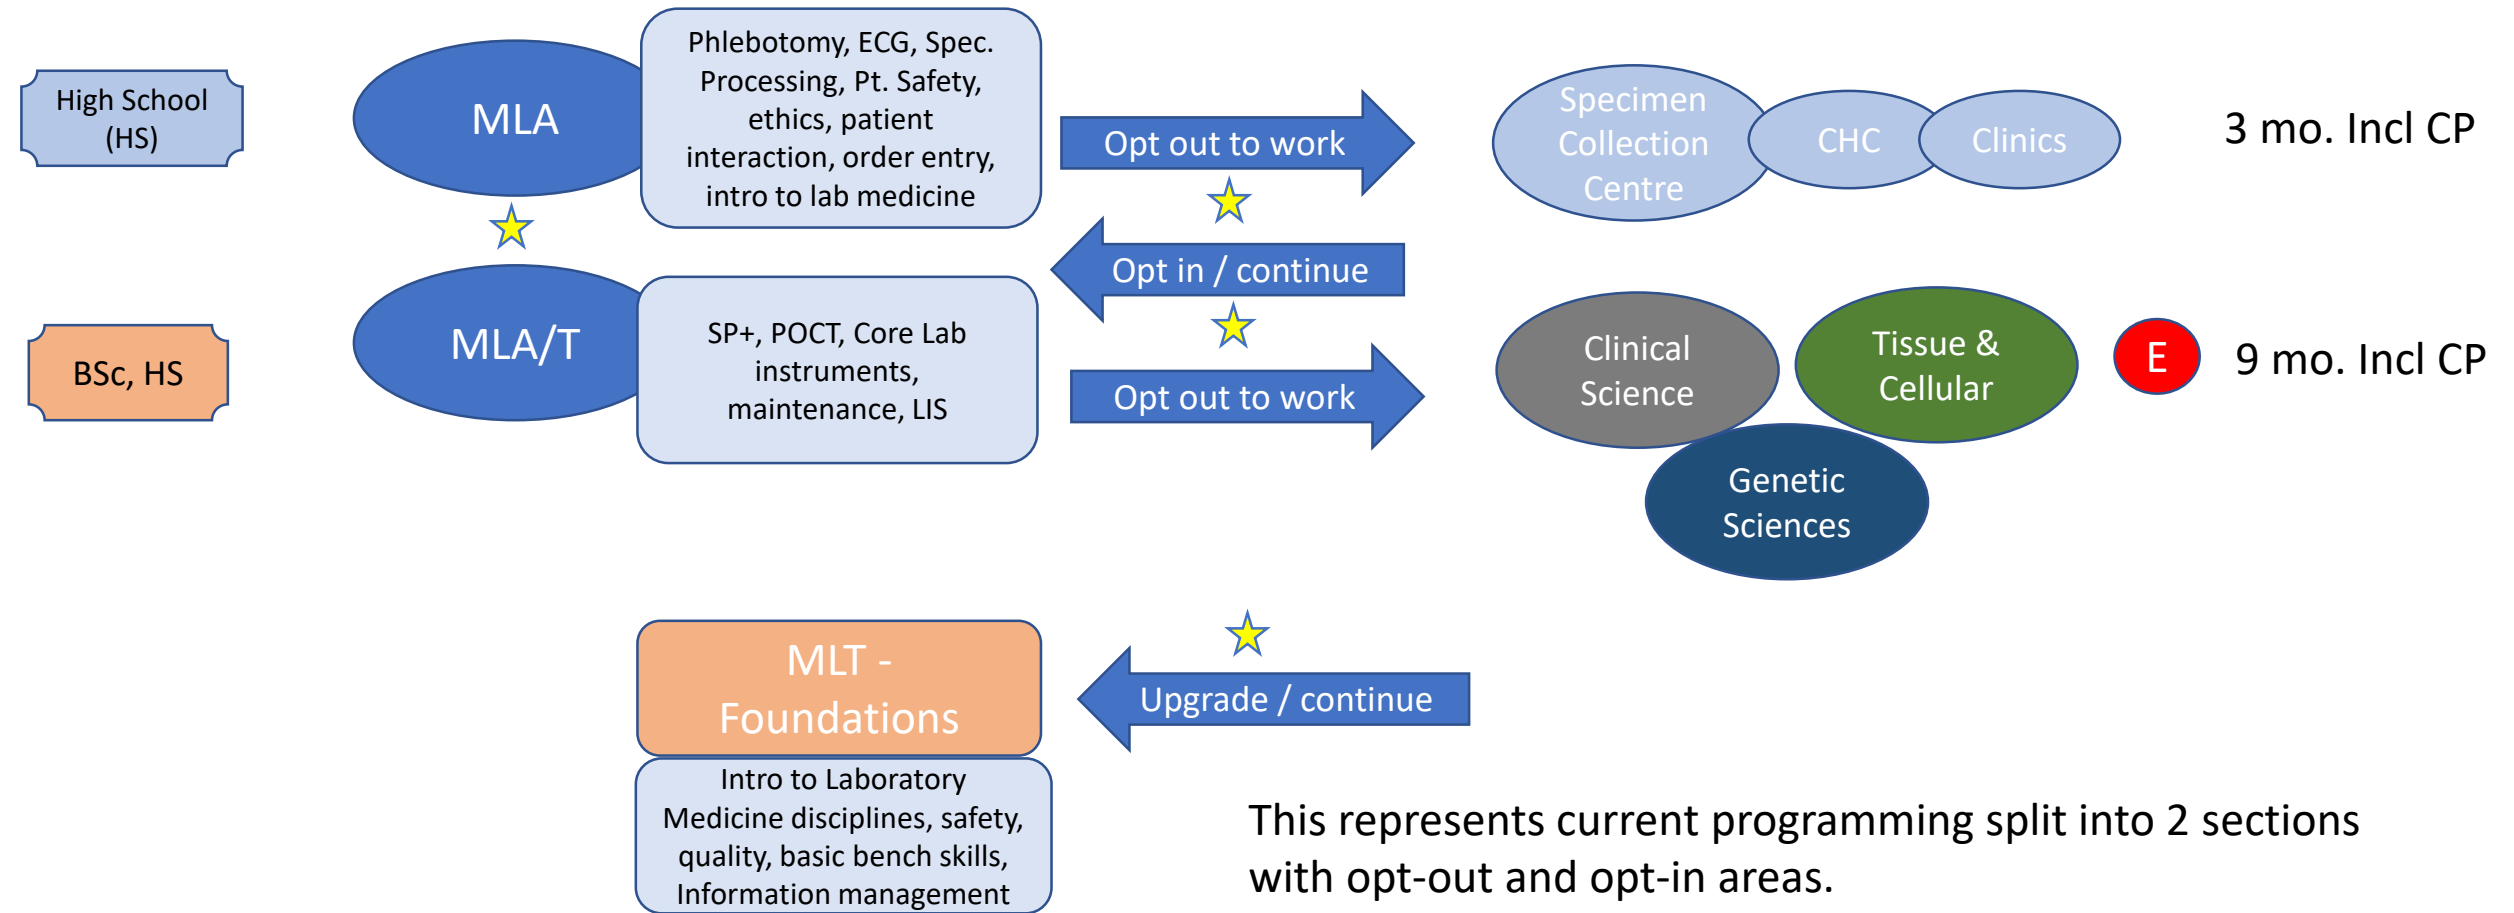 High School
(HS)
MLA
Phlebotomy, ECG, Spec.
Processing, Pt. Safety,
ethics, patient
interaction, order entry,
intro to lab medicine
Opt out to work
Specimen
Collection
Centre
CHC
Clinics
3 mo. Incl CP
Opt in / continue
BSc, HS
MLA/T
SP+, POCT, Core Lab
instruments,
maintenance, LIS
Opt out to work
Clinical
Science
Tissue &
Cellular
E
9 mo. Incl CP
Genetic
Sciences
MLT -
Foundations
Upgrade / continue
Intro to Laboratory
Medicine disciplines, safety,
quality, basic bench skills,
Information management
This represents current programming split into 2 sections
with opt-out and opt-in areas.